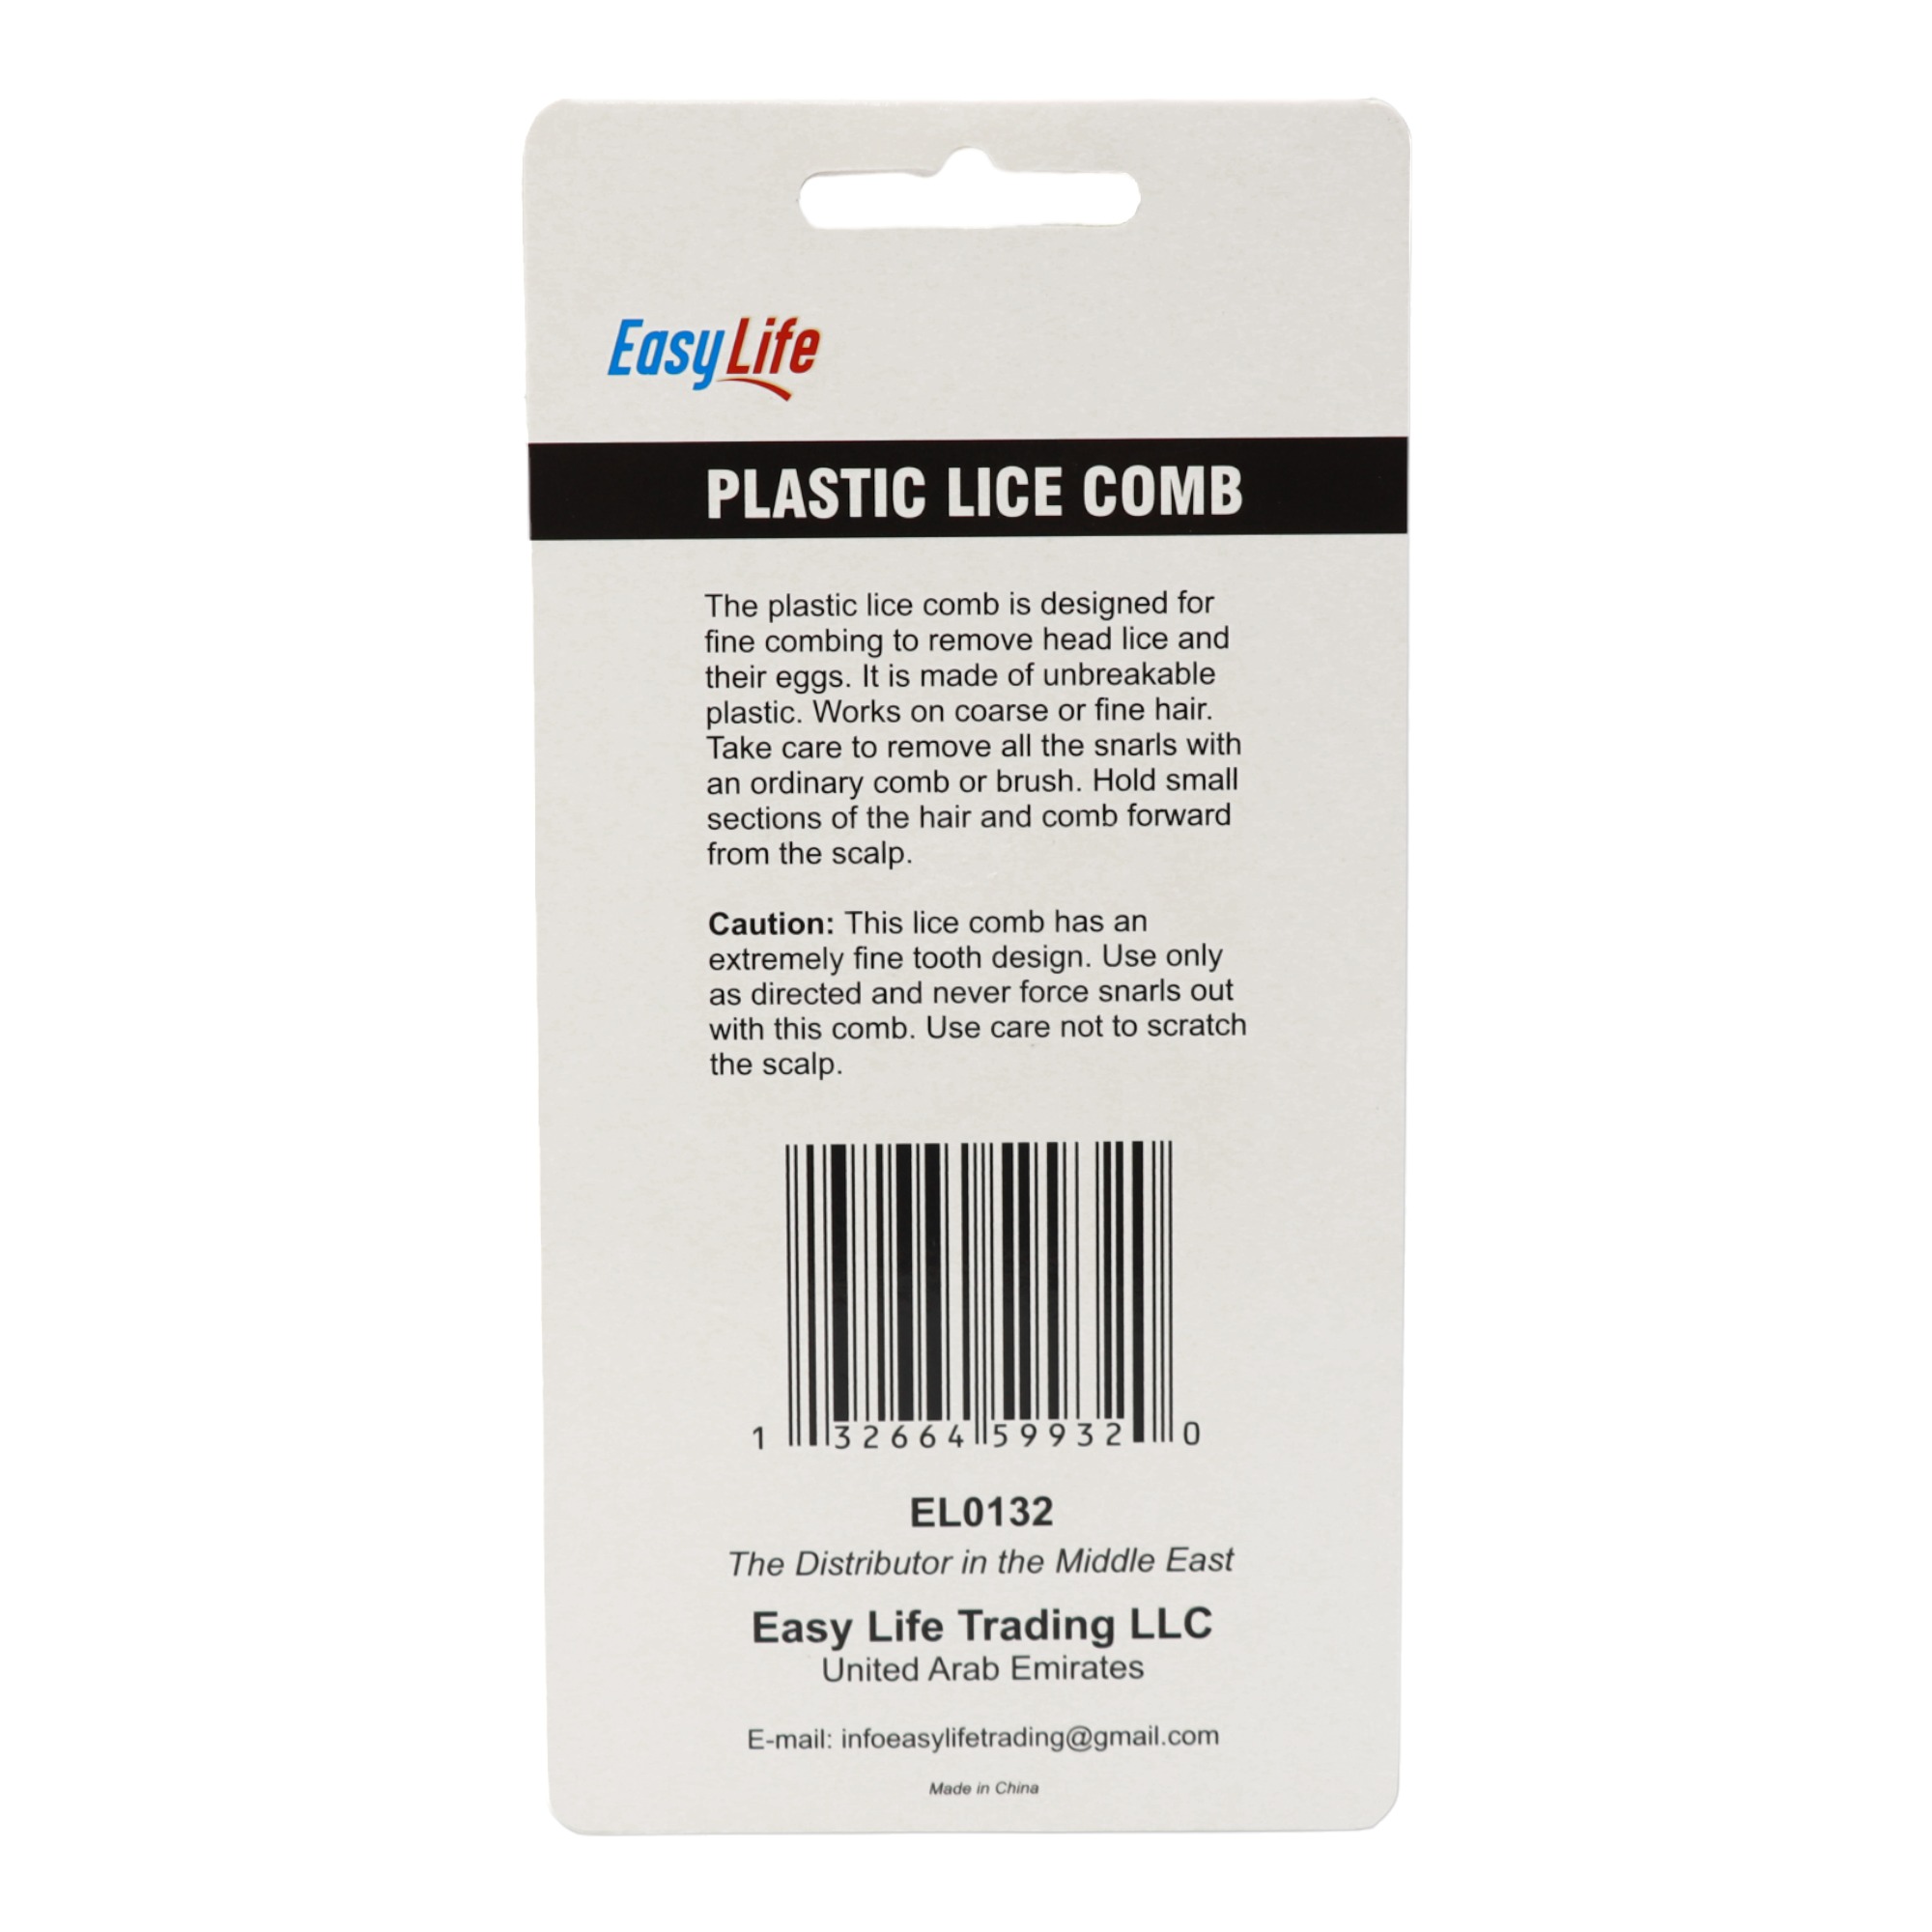 EasyLife
PLASTIC LICE COMB
The plastic lice comb is designed for
fine combing to remove head lice and
their eggs. It is made of unbreakable
plastic. Works on coarse or fine hair.
Take care to remove all the snarls with
an ordinary comb or brush. Hold small
sections of the hair and comb forward
from the scalp.
Caution: This lice comb has an
extremely fine tooth design. Use only
as directed and never force snarls out
with this comb. Use care not to scratch
the scalp.
1 32664 59932 0
EL0132
The Distributor in the Middle East
Easy Life Trading LLC
United Arab Emirates
E-mail: infoeasylifetrading@gmail.com
Made in China